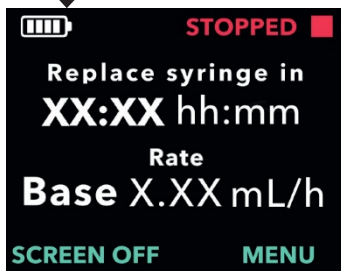 STOPPED
Replace syringe in
XX:XX hh:mm
Rate
Base X.XX mL/h
SCREEN OFF MENU